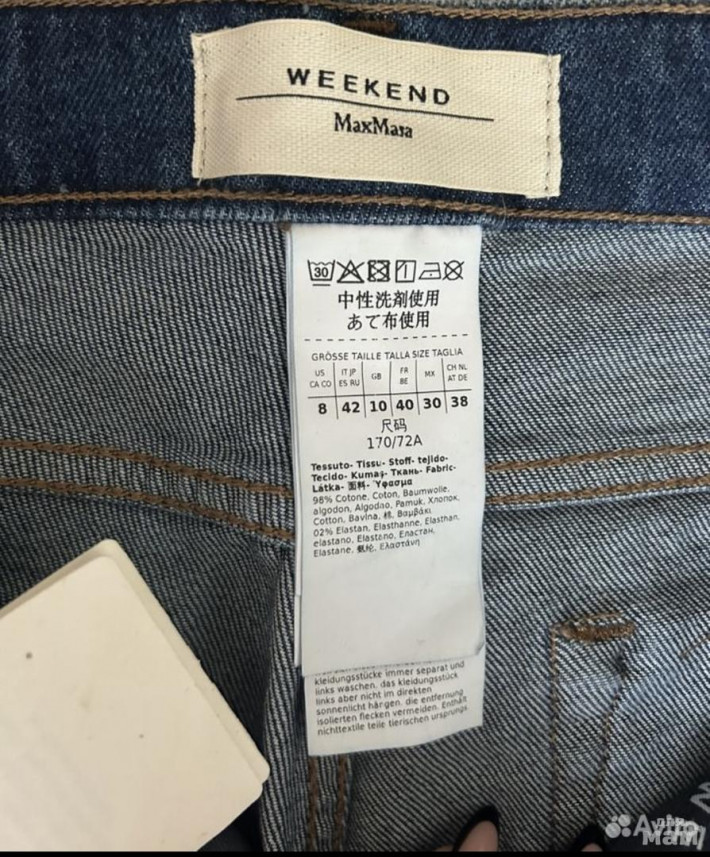 WEEKEND
MaxMara
30
中性洗剤使用
あて布使用
GRÖSSE TAILLE TALLA SIZE TAGLIA
US CA CO IT JP ES RU GB FR BE MX CH NL AT DE
8 42 10 40 30 38
尺码
170/72A
Tessuto- Tissu- Stoff- tejido-
Tecido- Kumaş- Ткань- Fabric-
Látka- 面料- Ύφασμα
98% Cotone, Coton, Baumwolle,
algodon, Algodao, Pamuk, Хлопок,
Cotton, Bavlna, 棉, Βαμβάκι
02% Elastan, Elasthanne, Elasthan,
elastano, Elastano, Еластан,
Elastane, 氨纶, Ελαστάνη
kleidungsstücke immer separat und
links waschen. das kleidungsstück
links aber nicht im direkten
sonnenlicht hàrgen. die entfernung
isolierten flecken vermeiden. Enthält
nichttextile teile tierischen ursprungs
Avito